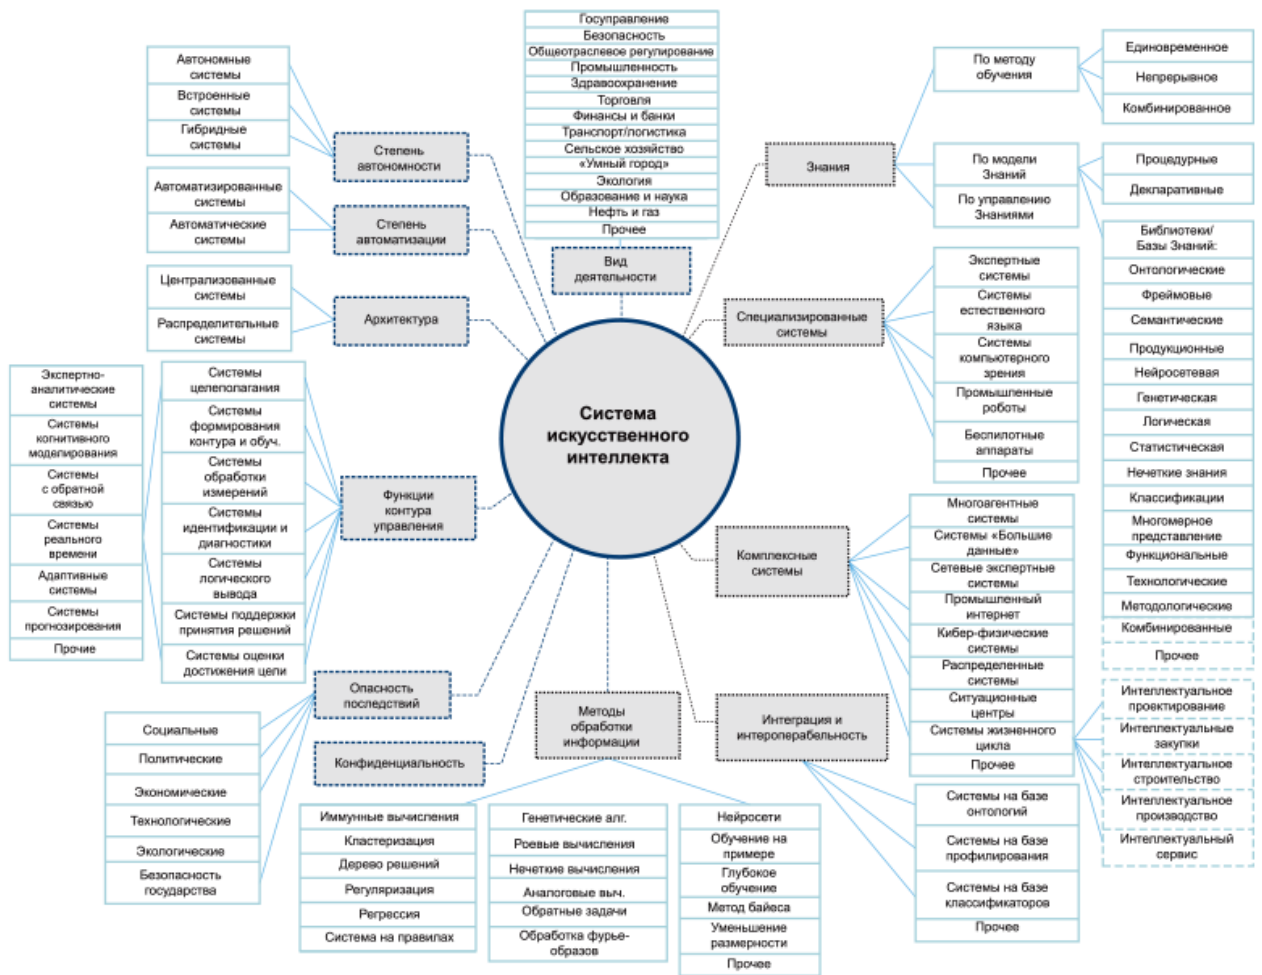 Госуправление
Безопасность
Общеотраслевое регулирование
Промышленность
Здравоохранение
Торговля
Финансы и банки
Транспорт/логистика
Сельское хозяйство
«Умный город»
Экология
Образование и наука
Нефть и газ
Прочее
Вид
деятельности
Автономные
системы
Встроенные
системы
Гибридные
системы
Степень
автономности
Автоматизированные
системы
Автоматические
системы
Степень
автоматизации
Централизованные
системы
Распределительные
системы
Архитектура
Экспертно-
аналитические
системы
Системы
когнитивного
моделирования
Системы
с обратной
связью
Системы
реального
времени
Адаптивные
системы
Системы
прогнозирования
Прочие
Системы
целеполагания
Системы
формирования
контура и обуч.
Системы
обработки
измерений
Системы
идентификации и
диагностики
Системы
логического
вывода
Системы поддержки
принятия решений
Системы оценки
достижения цели
Функции
контура
управления
Система
искусственного
интеллекта
Знания
По методу
обучения
Единовременное
Непрерывное
Комбинированное
По модели
Знаний
По управлению
Знаниями
Процедурные
Декларативные
Библиотеки/
Базы Знаний:
Онтологические
Фреймовые
Семантические
Продукционные
Нейросетевая
Генетическая
Логическая
Статистическая
Нечеткие знания
Классификации
Многомерное
представление
Функциональные
Технологические
Методологические
Комбинированные
Прочее
Специализированные
системы
Экспертные
системы
Системы
естественного
языка
Системы
компьютерного
зрения
Промышленные
роботы
Беспилотные
аппараты
Прочее
Комплексные
системы
Многоагентные
системы
Системы «Большие
данные»
Сетевые экспертные
системы
Промышленный
интернет
Кибер-физические
системы
Распределенные
системы
Ситуационные
центры
Системы жизненного
цикла
Прочее
Интеллектуальное
проектирование
Интеллектуальные
закупки
Интеллектуальное
строительство
Интеллектуальное
производство
Интеллектуальный
сервис
Интеграция и
интероперабельность
Системы на базе
онтологий
Системы на базе
профилирования
Системы на базе
классификаторов
Прочее
Опасность
последствий
Социальные
Политические
Экономические
Технологические
Экологические
Безопасность
государства
Конфиденциальность
Методы
обработки
информации
Иммунные вычисления
Кластеризация
Дерево решений
Регуляризация
Регрессия
Система на правилах
Генетические алг.
Роевые вычисления
Нечеткие вычисления
Аналоговые выч.
Обратные задачи
Обработка фурье-
образов
Нейросети
Обучение на
примере
Глубокое
обучение
Метод байеса
Уменьшение
размерности
Прочее